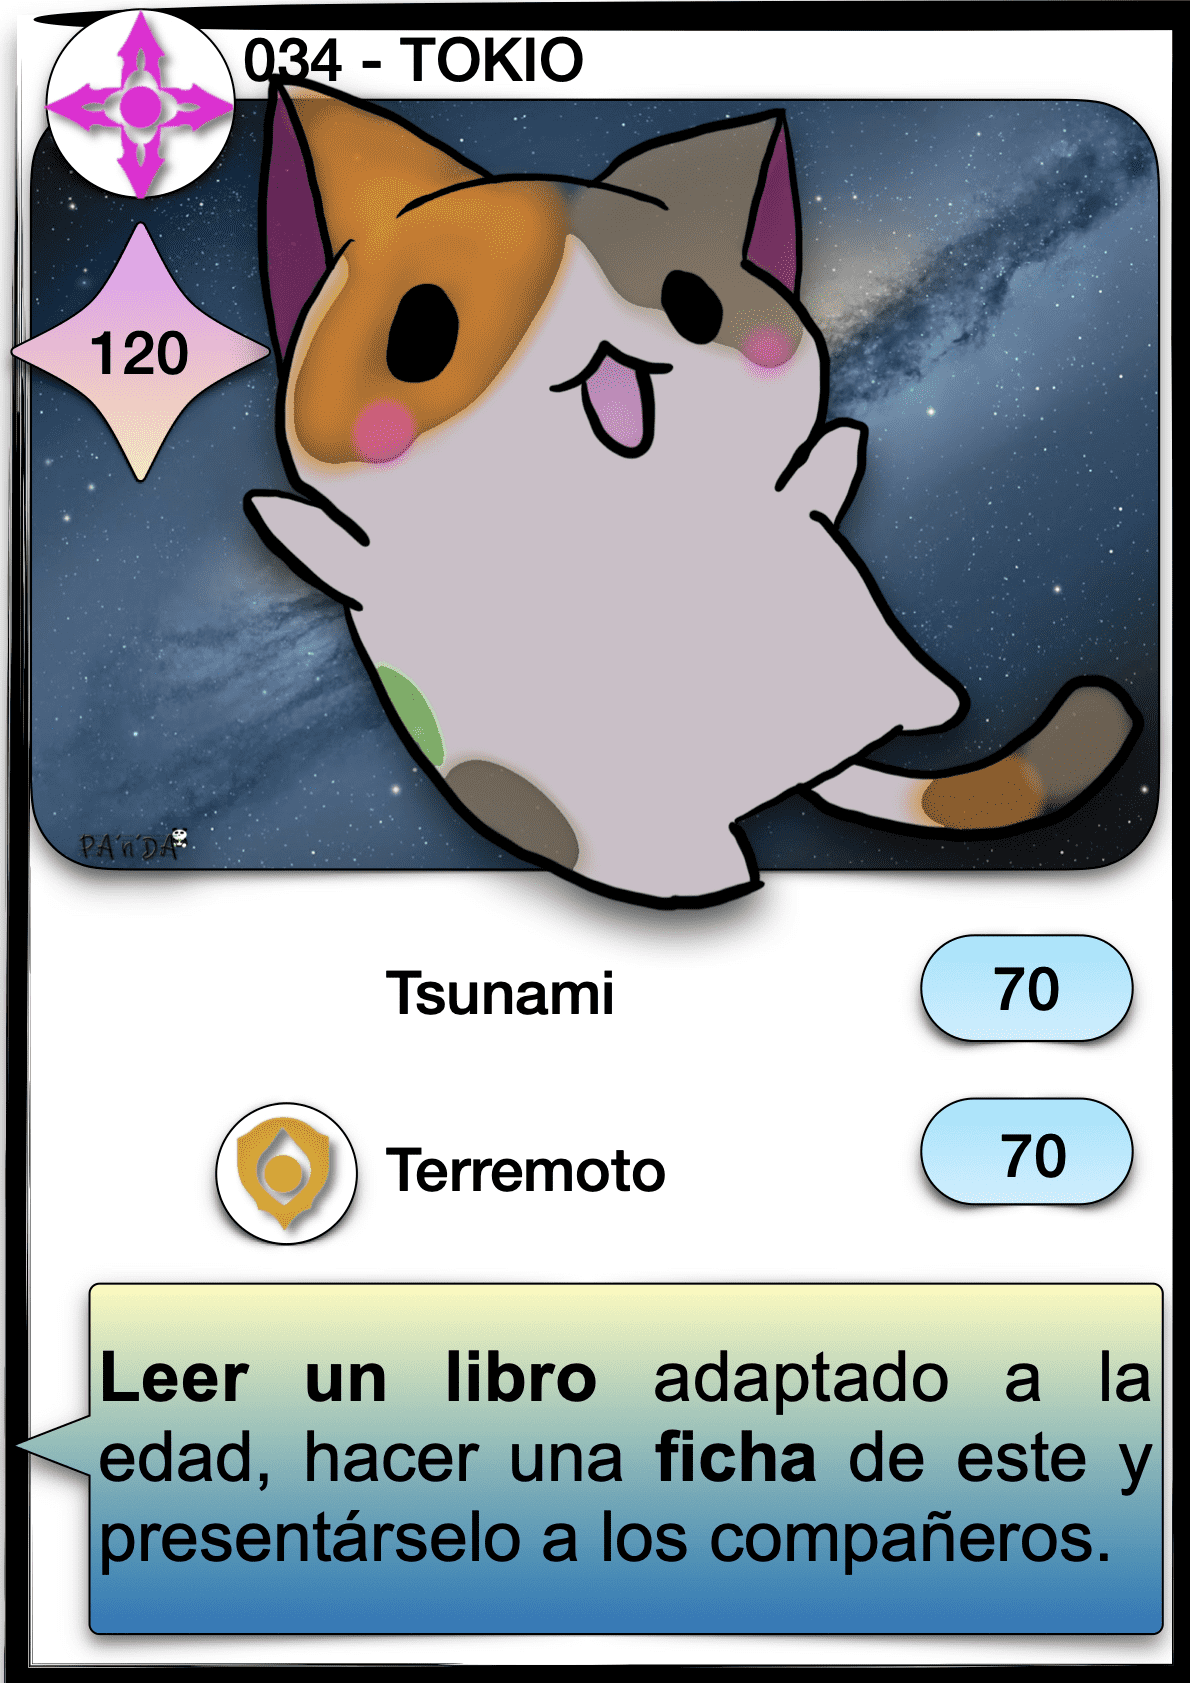 034 - TOKIO
120
PA'n'DA
Tsunami
70
Terremoto
70
Leer un libro adaptado a la
edad, hacer una ficha de este y
presentárselo a los compañeros.